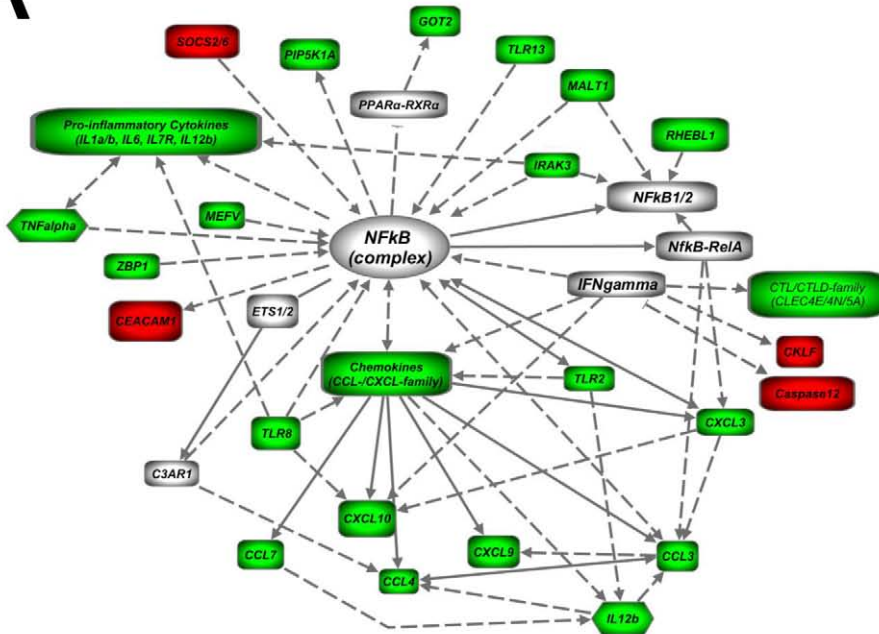 GOT2
SOCS2/6
PIP5K1A
TLR13
MALT1
PPARα-RXRα
Pro-inflammatory Cytokines
(IL1a/b, IL6, IL7R, IL12b)
RHEBL1
IRAK3
NFkB1/2
MEFV
TNFalpha
NFkB
(complex)
NfkB-RelA
ZBP1
IFNgamma
CTL/CTLD-family
(CLEC4E/4N/5A)
CEACAM1
ETS1/2
CKLF
Chemokines
(CCL-/CXCL-family)
TLR2
Caspase12
CXCL3
TLR8
C3AR1
CXCL10
CCL7
CXCL9
CCL3
CCL4
IL12b